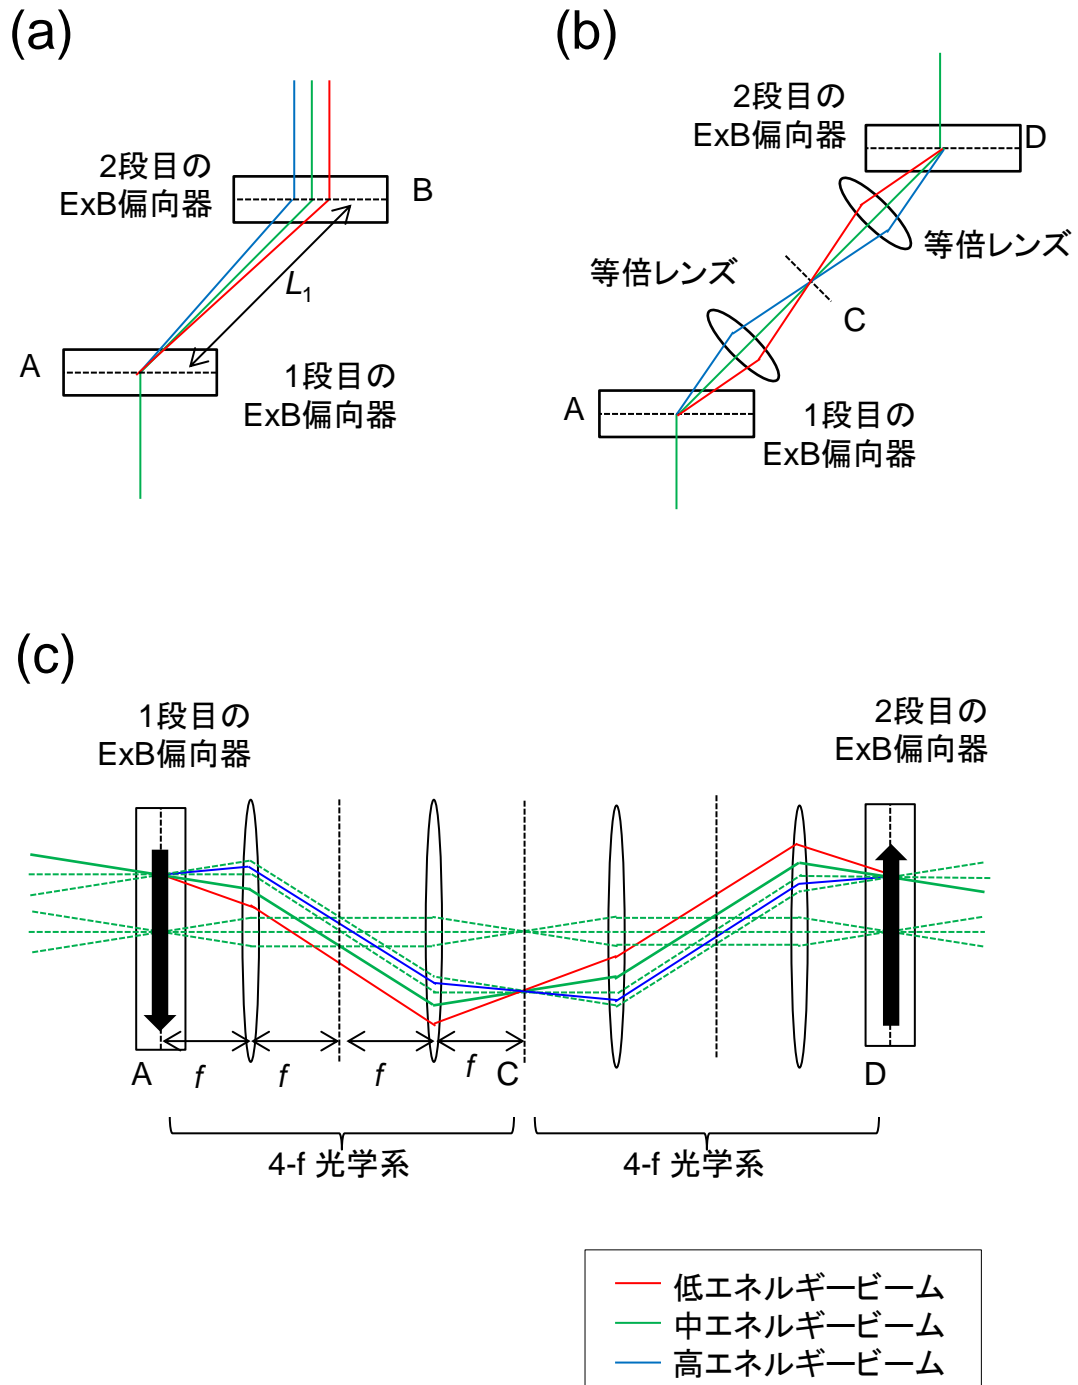 (a)
2段目の
ExB偏向器
B
L1
A
1段目の
ExB偏向器
(b)
2段目の
ExB偏向器
D
等倍レンズ
等倍レンズ
C
A
1段目の
ExB偏向器
(c)
1段目の
ExB偏向器
2段目の
ExB偏向器
A
f
f
f
f
C
D
4-f 光学系
4-f 光学系
低エネルギービーム
中エネルギービーム
高エネルギービーム